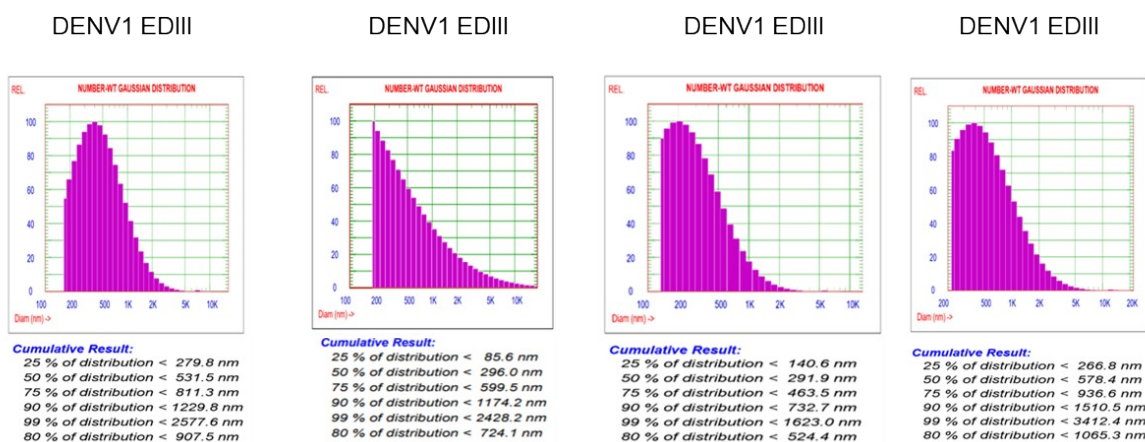 DENV1 EDIII
DENV1 EDIII
DENV1 EDIII
DENV1 EDIII
REL.
NUMBER-WT GAUSSIAN DISTRIBUTION
100
80
60
40
20
0
100 200 500 1K 2K 5K 10K
Diam (nm) ->
Cumulative Result:
25 % of distribution < 279.8 nm
50 % of distribution < 531.5 nm
75 % of distribution < 811.3 nm
90 % of distribution < 1229.8 nm
99 % of distribution < 2577.6 nm
80 % of distribution < 907.5 nm
REL.
NUMBER-WT GAUSSIAN DISTRIBUTION
100
80
60
40
20
0
100 200 500 1K 2K 5K 10K
Diam (nm) ->
Cumulative Result:
25 % of distribution < 85.6 nm
50 % of distribution < 296.0 nm
75 % of distribution < 599.5 nm
90 % of distribution < 1174.2 nm
99 % of distribution < 2428.2 nm
80 % of distribution < 724.1 nm
REL.
NUMBER-WT GAUSSIAN DISTRIBUTION
100
80
60
40
20
0
100 200 500 1K 2K 5K 10K
Diam (nm) ->
Cumulative Result:
25 % of distribution < 140.6 nm
50 % of distribution < 291.9 nm
75 % of distribution < 463.5 nm
90 % of distribution < 732.7 nm
99 % of distribution < 1623.0 nm
80 % of distribution < 524.4 nm
REL.
NUMBER-WT GAUSSIAN DISTRIBUTION
100
80
60
40
20
0
200 500 1K 2K 5K 10K 20K
Diam (nm) ->
Cumulative Result:
25 % of distribution < 266.8 nm
50 % of distribution < 578.4 nm
75 % of distribution < 936.6 nm
90 % of distribution < 1510.5 nm
99 % of distribution < 3412.4 nm
80 % of distribution < 1065.3 nm